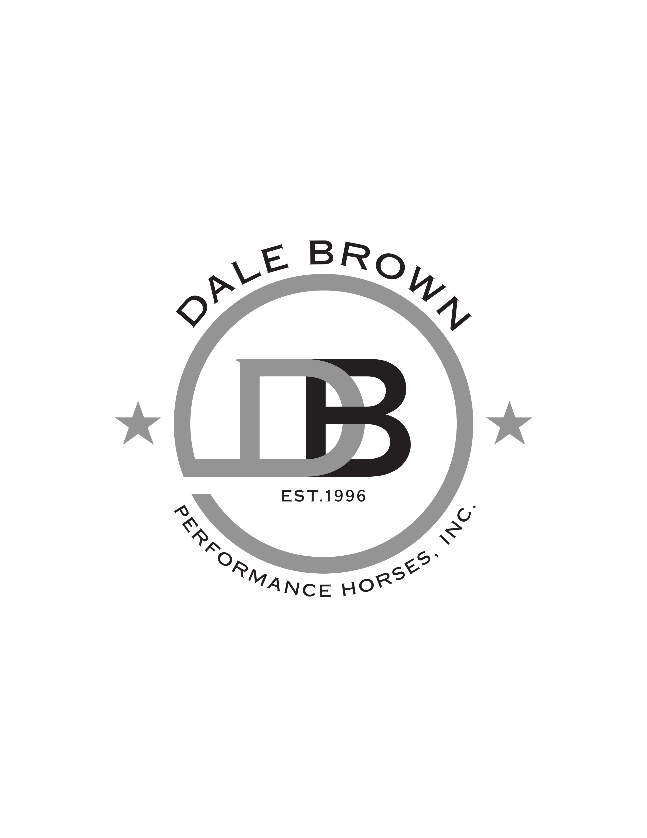 DALE BROWN
DB
EST.1996
PERFORMANCE HORSES, INC.